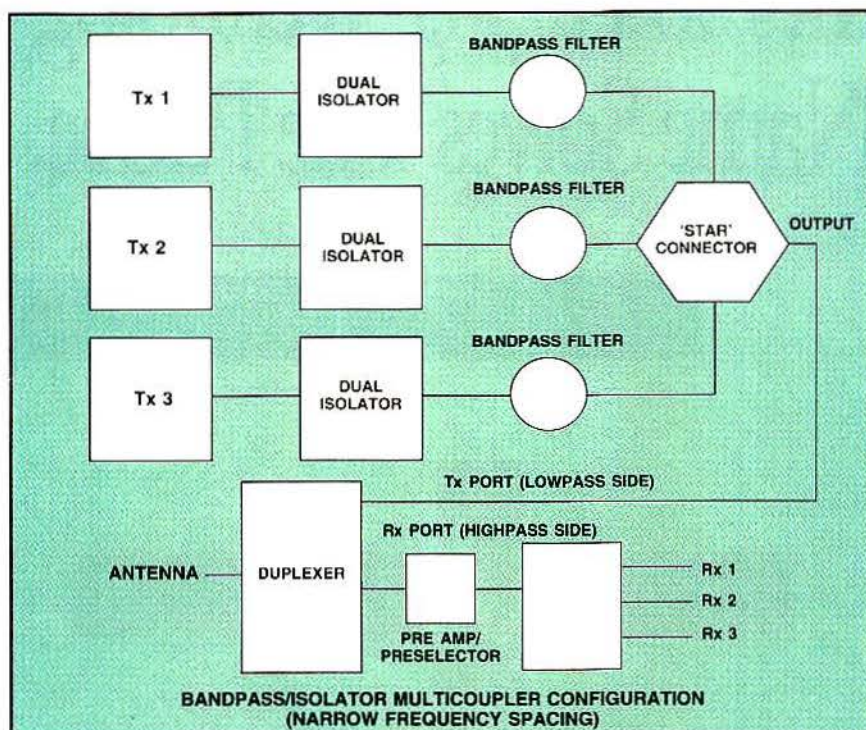 BANDPASS FILTER
Tx 1
DUAL
ISOLATOR
BANDPASS FILTER
Tx 2
DUAL
ISOLATOR
'STAR'
CONNECTOR
OUTPUT
BANDPASS FILTER
Tx 3
DUAL
ISOLATOR
Tx PORT (LOWPASS SIDE)
Rx PORT (HIGHPASS SIDE)
ANTENNA
DUPLEXER
Rx 1
Rx 2
Rx 3
PRE AMP/
PRESELECTOR
BANDPASS/ISOLATOR MULTICOUPLER CONFIGURATION
(NARROW FREQUENCY SPACING)